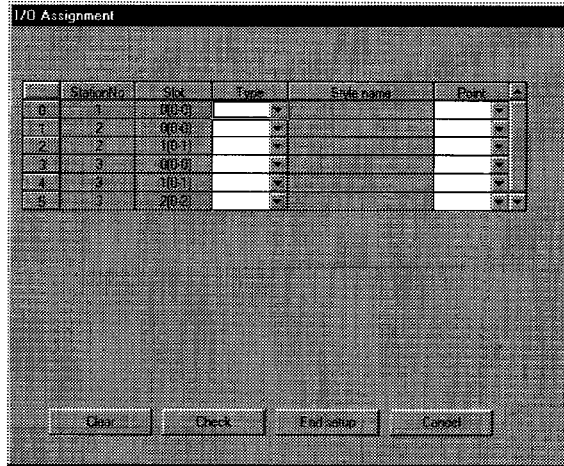 I/O Assignment
StationNo Slot Type Style name Point
0 1 0(0-0)
1 2 0(0-0)
2 2 1(0-1)
3 3 0(0-0)
4 3 1(0-1)
5 3 2(0-2)
Clear Check End setup Cancel